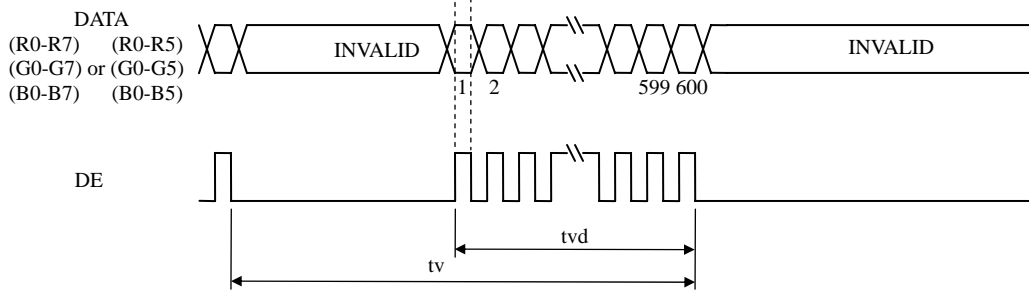 DATA
(R0-R7) (R0-R5)
(G0-G7) or (G0-G5)
(B0-B7) (B0-B5)
INVALID
INVALID
1 2 599 600
DE
tvd
tv